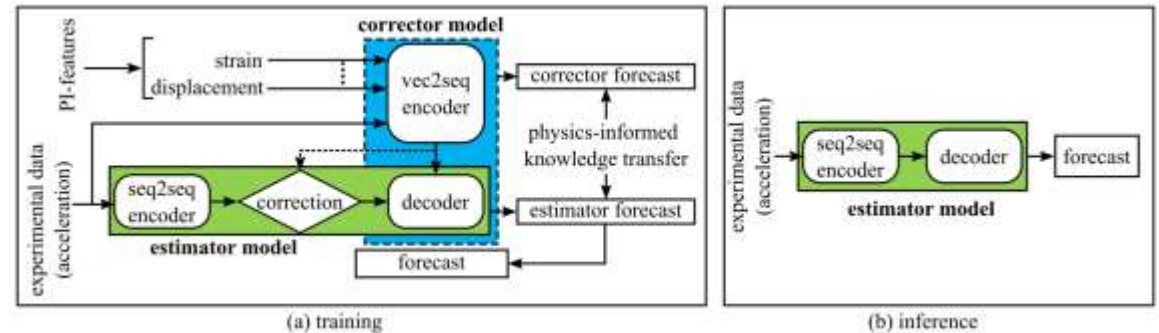 corrector model
PI-features
strain
displacement
vec2seq
encoder
corrector forecast
physics-informed
knowledge transfer
experimental data
(acceleration)
seq2seq
encoder
correction
decoder
estimator forecast
estimator model
forecast
(a) training
experimental data
(acceleration)
seq2seq
encoder
decoder
forecast
estimator model
(b) inference